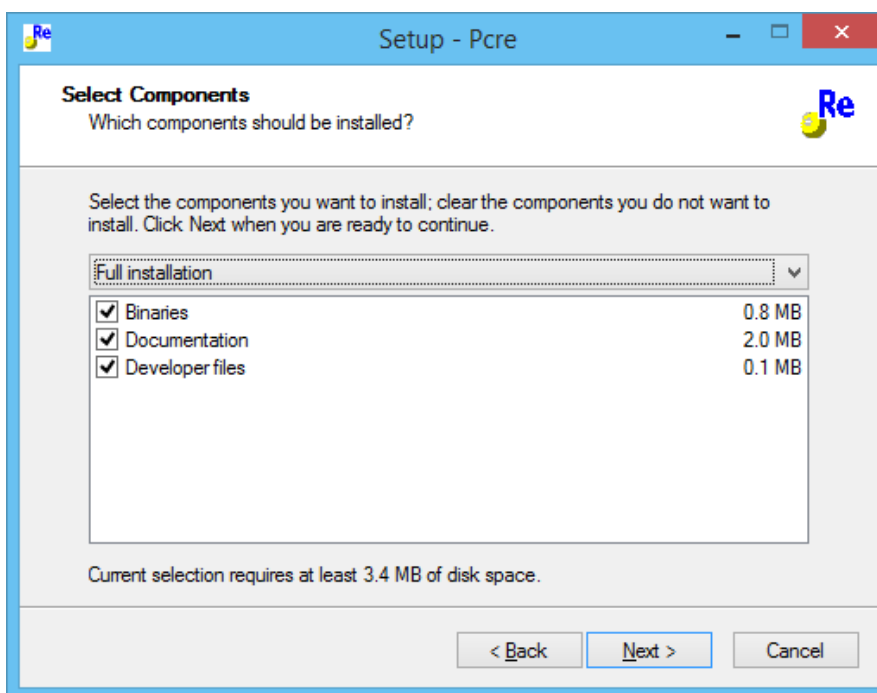 Re
Setup - Pcre
Select Components
Which components should be installed?
Re
Select the components you want to install; clear the components you do not want to
install. Click Next when you are ready to continue.
Full installation
Binaries 0.8 MB
Documentation 2.0 MB
Developer files 0.1 MB
Current selection requires at least 3.4 MB of disk space.
< Back Next > Cancel